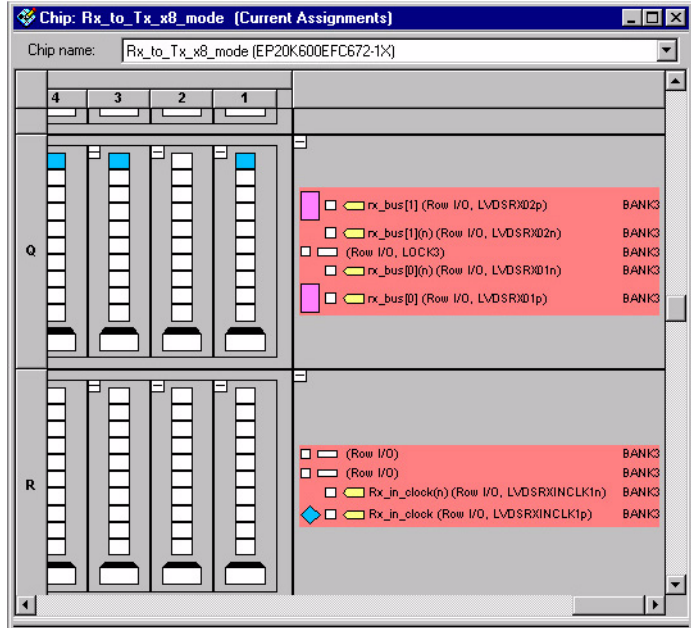 Chip: Rx_to_Tx_x8_mode (Current Assignments)
Chip name: Rx_to_Tx_x8_mode (EP20K600EFC672-1X)
4 3 2 1
Q
rx_bus[1] (Row I/O, LVDSRX02p) BANK3
rx_bus[1](n) (Row I/O, LVDSRX02n) BANK3
(Row I/O, LOCK3) BANK3
rx_bus[0](n) (Row I/O, LVDSRX01n) BANK3
rx_bus[0] (Row I/O, LVDSRX01p) BANK3
R
(Row I/O) BANK3
(Row I/O) BANK3
Rx_in_clock(n) (Row I/O, LVDSRXINCLK1n) BANK3
Rx_in_clock (Row I/O, LVDSRXINCLK1p) BANK3